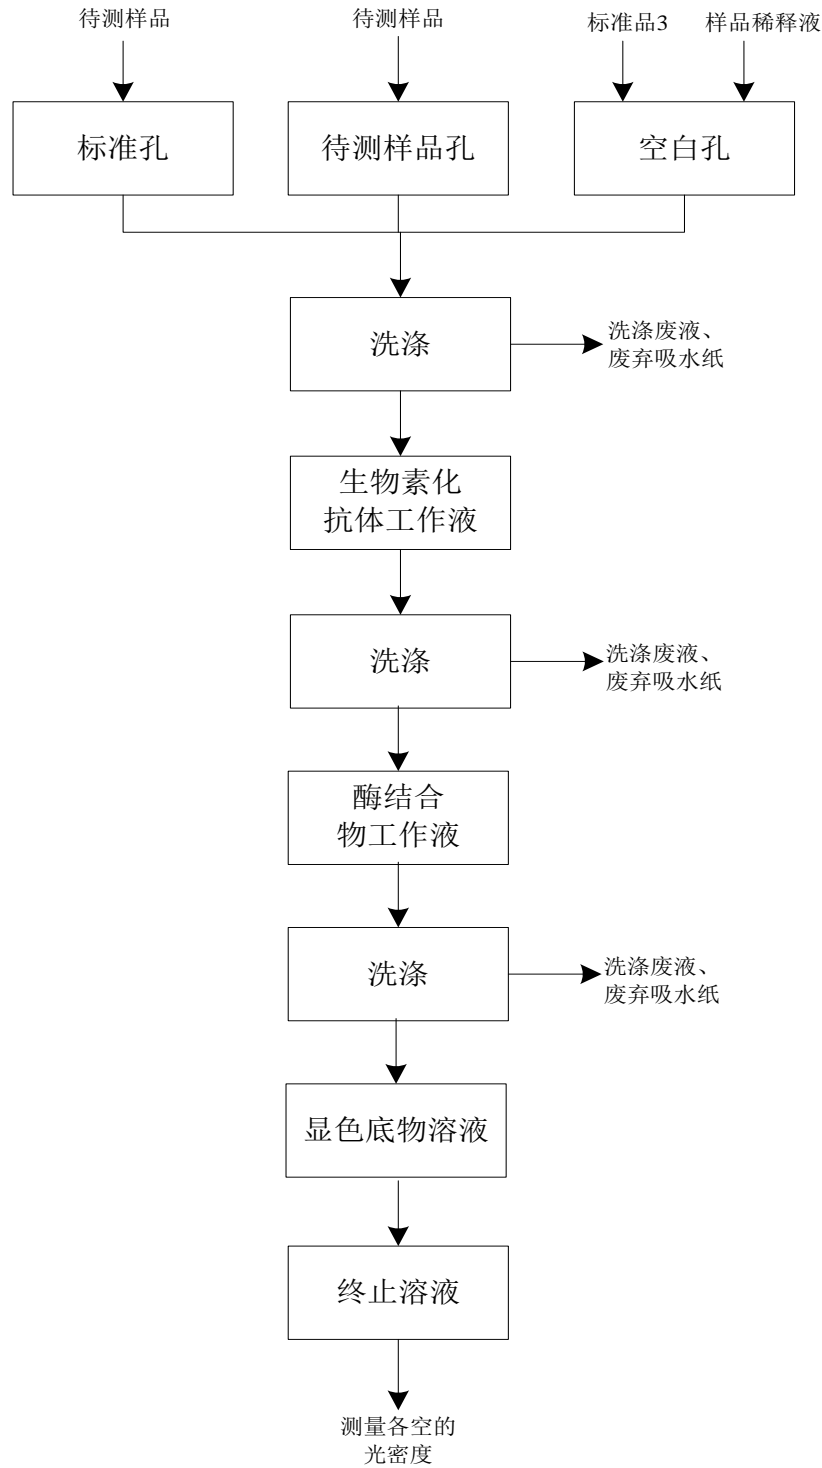 待测样品
待测样品
标准品3
样品稀释液
标准孔
待测样品孔
空白孔
洗涤
洗涤废液、
废弃吸水纸
生物素化
抗体工作液
洗涤
洗涤废液、
废弃吸水纸
酶结合
物工作液
洗涤
洗涤废液、
废弃吸水纸
显色底物溶液
终止溶液
测量各空的
光密度